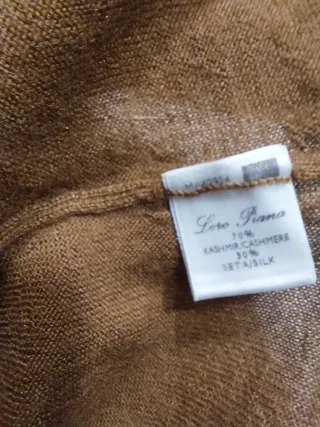 Loro Piana
70%
KASHMIR/CASHMERE
30%
SETA/SILK